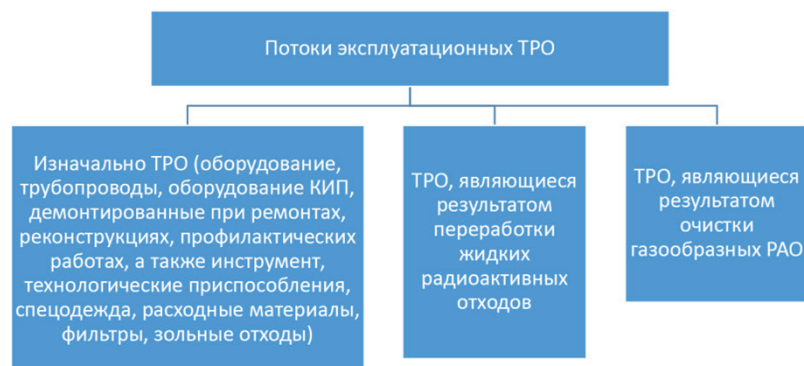 Потоки эксплуатационных ТРО
Изначально ТРО (оборудование,
трубопроводы, оборудование КИП,
демонтированные при ремонтах,
реконструкциях, профилактических
работах, а также инструмент,
технологические приспособления,
спецодежда, расходные материалы,
фильтры, зольные отходы)
ТРО, являющиеся
результатом
переработки
жидких
радиоактивных
отходов
ТРО, являющиеся
результатом
очистки
газообразных РАО